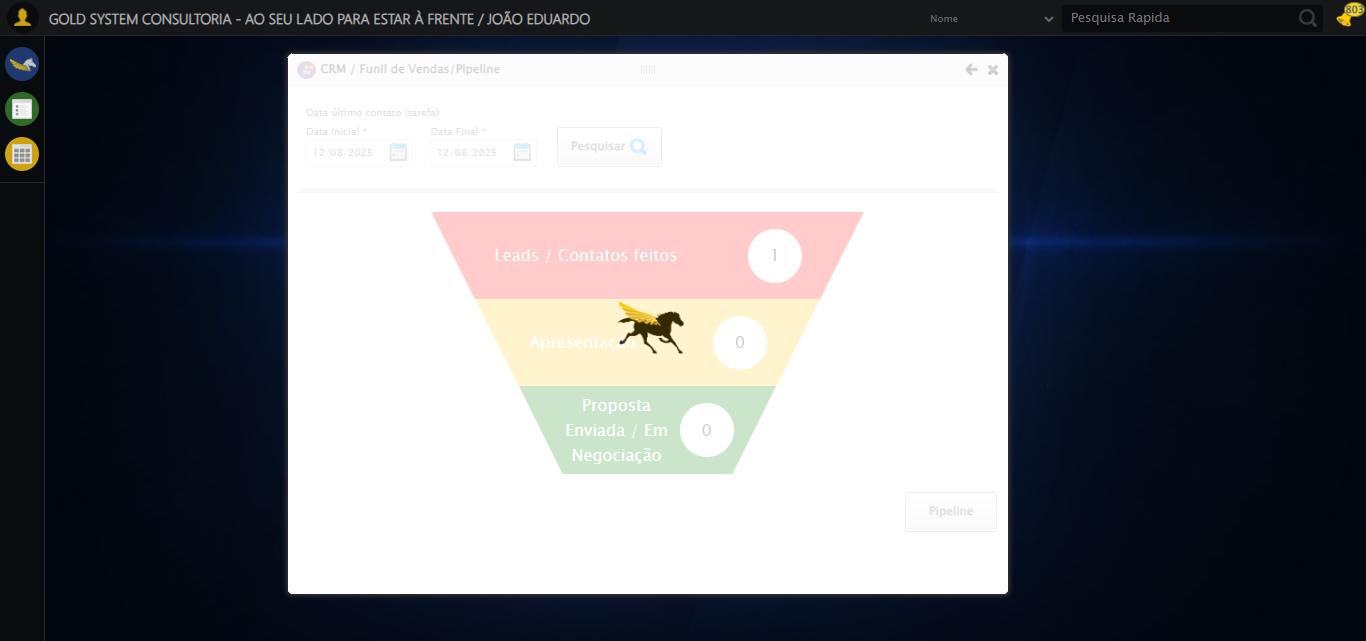 GOLD SYSTEM CONSULTORIA - AO SEU LADO PARA ESTAR À FRENTE / JOÃO EDUARDO
Nome
Pesquisa Rapida
803
CRM / Funil de Vendas/Pipeline
Data último contato (tarefa)
Data Inicial *
Data Final *
12/08/2025
12/08/2025
Pesquisar
Leads / Contatos feitos
1
Apresentação
0
Proposta
Enviada / Em
Negociação
0
Pipeline